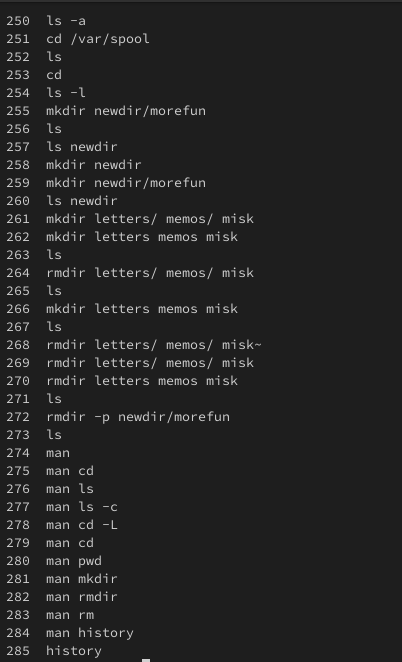 250 ls -a
251 cd /var/spool
252 ls
253 cd
254 ls -l
255 mkdir newdir/morefun
256 ls
257 ls newdir
258 mkdir newdir
259 mkdir newdir/morefun
260 ls newdir
261 mkdir letters/ memos/ misk
262 mkdir letters memos misk
263 ls
264 rmdir letters/ memos/ misk
265 ls
266 mkdir letters memos misk
267 ls
268 rmdir letters/ memos/ misk~
269 rmdir letters/ memos/ misk
270 rmdir letters memos misk
271 ls
272 rmdir -p newdir/morefun
273 ls
274 man
275 man cd
276 man ls
277 man ls -c
278 man cd -L
279 man cd
280 man pwd
281 man mkdir
282 man rmdir
283 man rm
284 man history
285 history